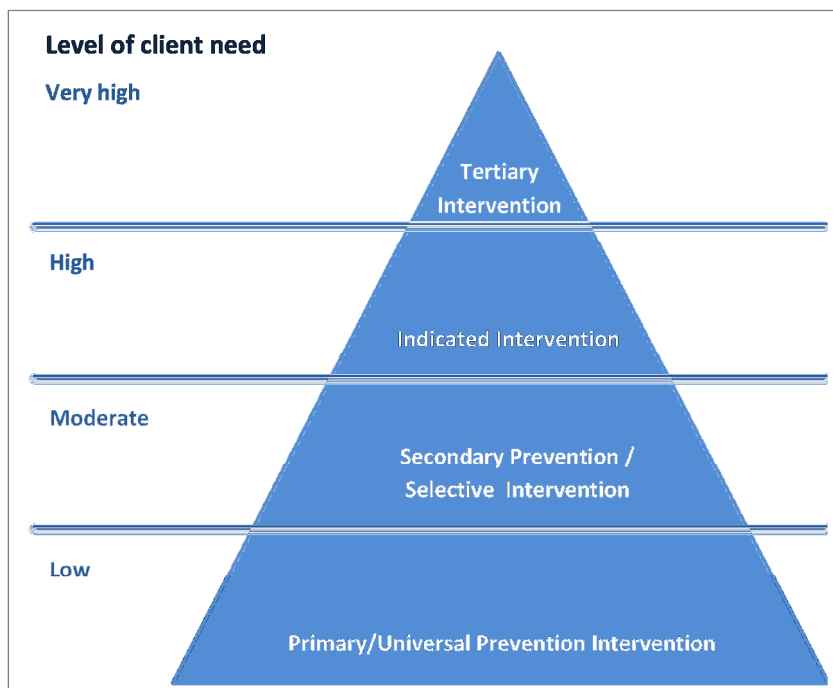 Level of client need
Very high
Tertiary
Intervention
High
Indicated Intervention
Moderate
Secondary Prevention /
Selective Intervention
Low
Primary/Universal Prevention Intervention